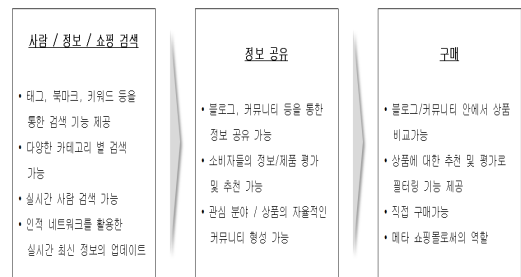 사람 / 정보 / 쇼핑 검색
• 태그, 북마크, 키워드 등을
통한 검색 기능 제공
• 다양한 카테고리 별 검색
가능
• 실시간 사람 검색 가능
• 인적 네트워크를 활용한
실시간 최신 정보의 업데이트
정보 공유
• 블로그, 커뮤니티 등을 통한
정보 공유 가능
• 소비자들의 정보/제품 평가
및 추천 가능
• 관심 분야 / 상품의 자율적인
커뮤니티 형성 가능
구매
• 블로그/커뮤니티 안에서 상품
비교가능
• 상품에 대한 추천 및 평가로
필터링 기능 제공
• 직접 구매가능
• 메타 쇼핑몰로써의 역할